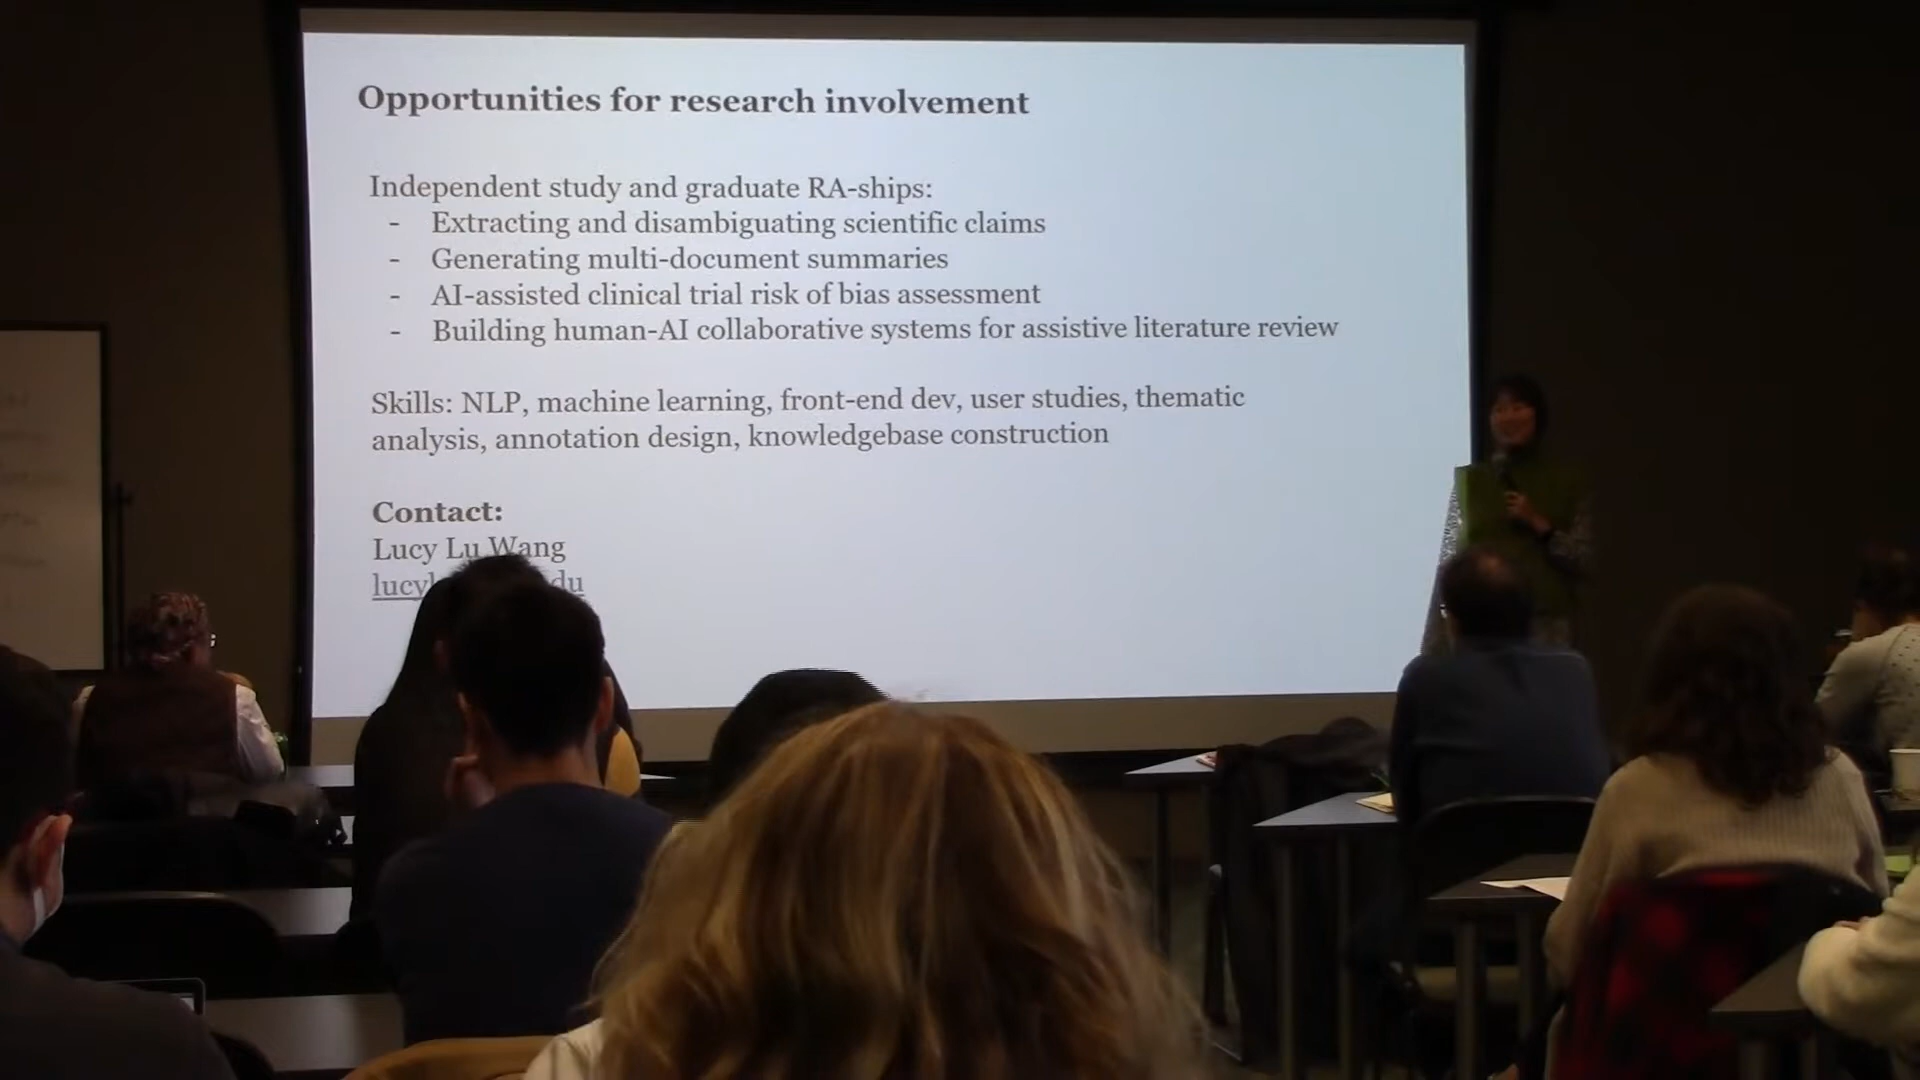 Opportunities for research involvement
Independent study and graduate RA-ships:
- Extracting and disambiguating scientific claims
- Generating multi-document summaries
- AI-assisted clinical trial risk of bias assessment
- Building human-AI collaborative systems for assistive literature review
Skills: NLP, machine learning, front-end dev, user studies, thematic
analysis, annotation design, knowledgebase construction
Contact:
Lucy Lu Wang